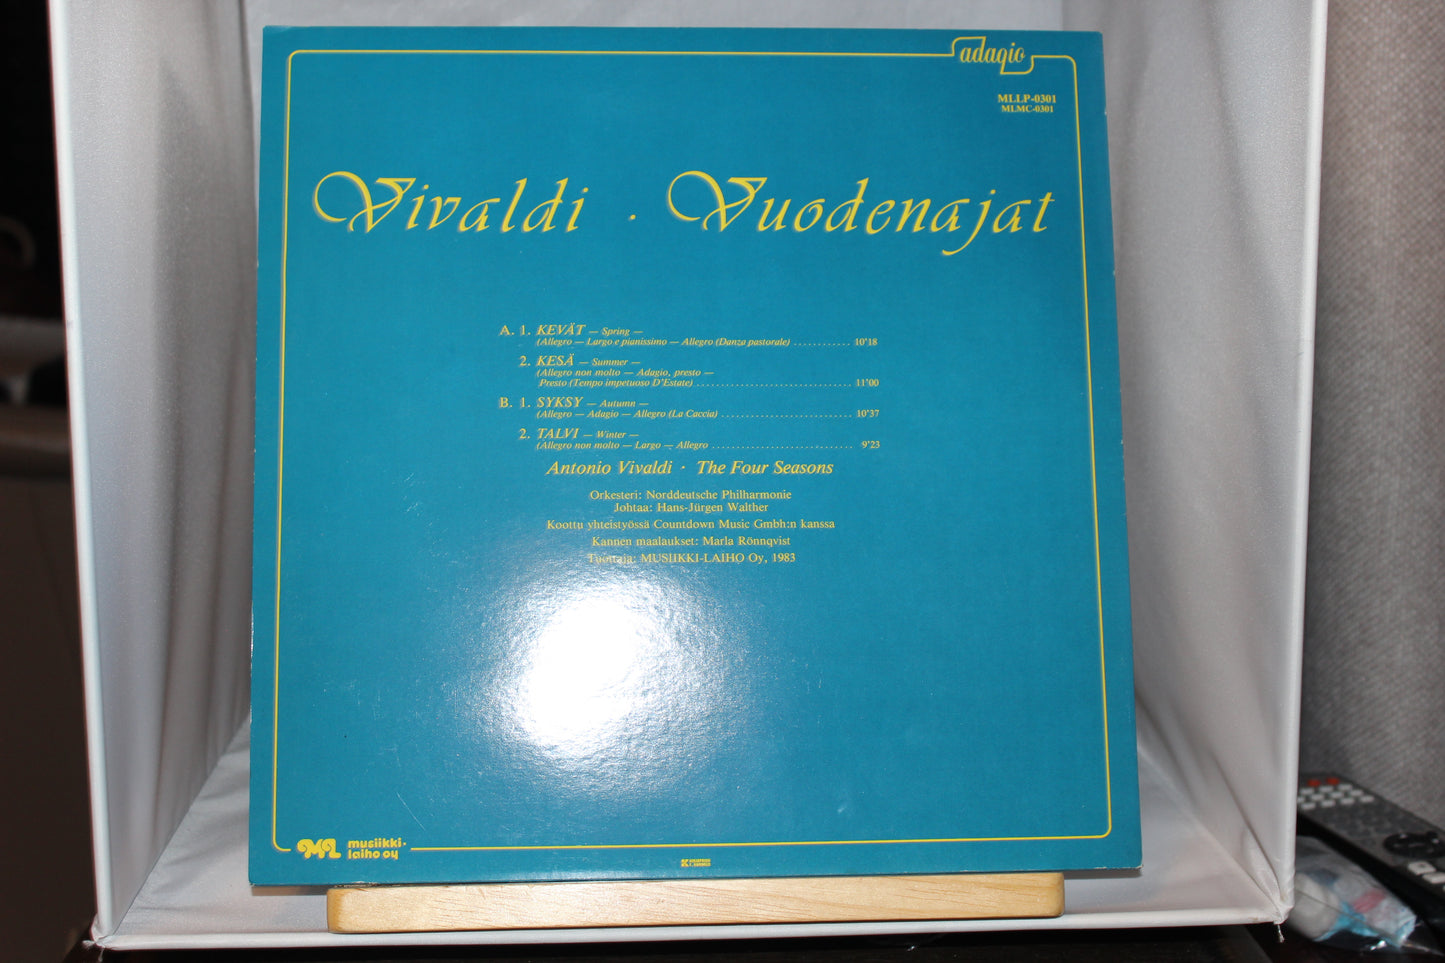 adagio
MLLP-0301
MLMC-0301
Vivaldi · Vuodenajat
A. 1. KEVÄT — Spring —
(Allegro — Largo e pianissimo — Allegro (Danza pastorale) ............ 10'18
2. KESÄ — Summer —
(Allegro non molto — Adagio, presto —
Presto (Tempo impetuoso D'Estate) ................................ 11'00
B. 1. SYKSY — Autumn —
(Allegro — Adagio — Allegro (La Caccia) ........................... 10'37
2. TALVI — Winter —
(Allegro non molto — Largo — Allegro ............................. 9'23
Antonio Vivaldi · The Four Seasons
Orkesteri: Norddeutsche Philharmonie
Johtaa: Hans-Jürgen Walther
Koottu yhteistyössä Countdown Music Gmbh:n kanssa
Kannen maalaukset: Marla Rönnqvist
Tuottaja: MUSIIKKI-LAIHO Oy, 1983
ML musiikki-
laiho oy